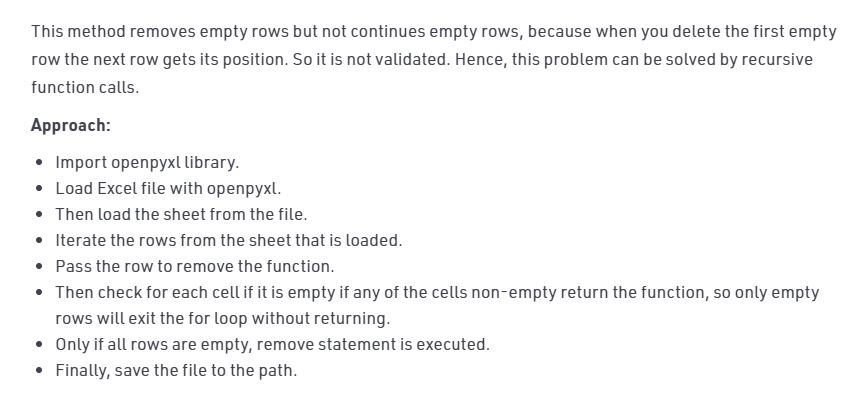 This method removes empty rows but not continues empty rows, because when you delete the first empty
row the next row gets its position. So it is not validated. Hence, this problem can be solved by recursive
function calls.
Approach:
• Import openpyxl library.
• Load Excel file with openpyxl.
• Then load the sheet from the file.
• Iterate the rows from the sheet that is loaded.
• Pass the row to remove the function.
• Then check for each cell if it is empty if any of the cells non-empty return the function, so only empty
rows will exit the for loop without returning.
• Only if all rows are empty, remove statement is executed.
• Finally, save the file to the path.